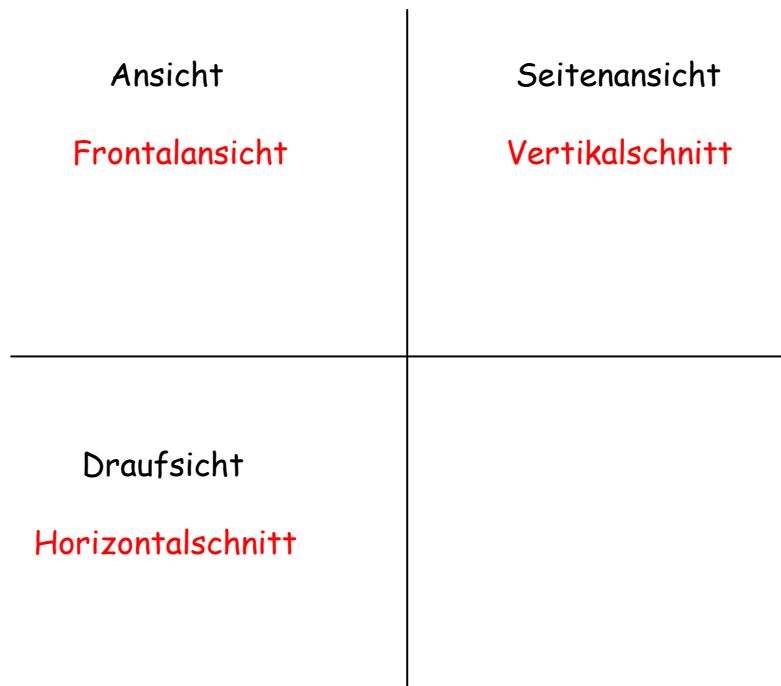 Ansicht
Seitenansicht
Frontalansicht
Vertikalschnitt
Draufsicht
Horizontalschnitt